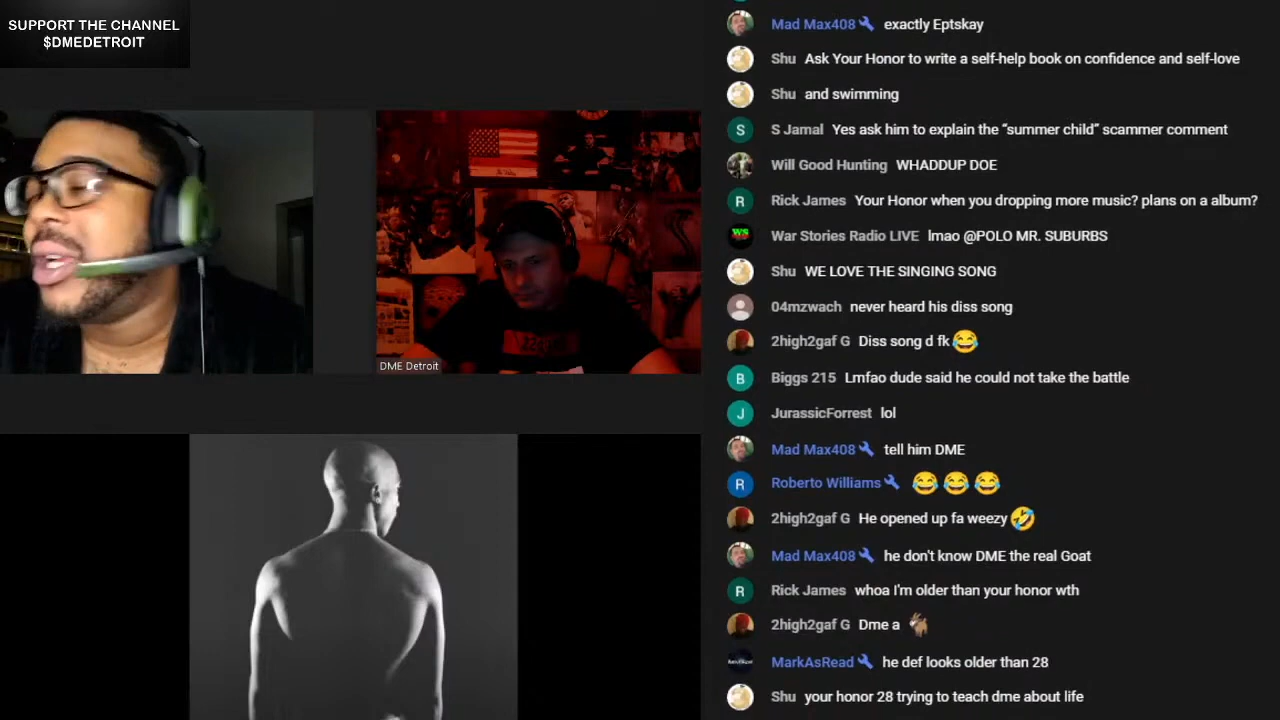 SUPPORT THE CHANNEL
$DMEDETROIT
DME Detroit
Mad Max408 exactly Eptskay
Shu Ask Your Honor to write a self-help book on confidence and self-love
Shu and swimming
S S Jamal Yes ask him to explain the “summer child” scammer comment
Will Good Hunting WHADDUP DOE
R Rick James Your Honor when you dropping more music? plans on a album?
WS War Stories Radio LIVE lmao @POLO MR. SUBURBS
Shu WE LOVE THE SINGING SONG
04mzwach never heard his diss song
2high2gaf G Diss song d fk 😂
B Biggs 215 Lmfao dude said he could not take the battle
J JurassicForrest lol
Mad Max408 tell him DME
R Roberto Williams 😂 😂 😂
2high2gaf G He opened up fa weezy 🤣
Mad Max408 he don't know DME the real Goat
R Rick James whoa I'm older than your honor wth
2high2gaf G Dme a 🐐
MarkAsRead he def looks older than 28
Shu your honor 28 trying to teach dme about life